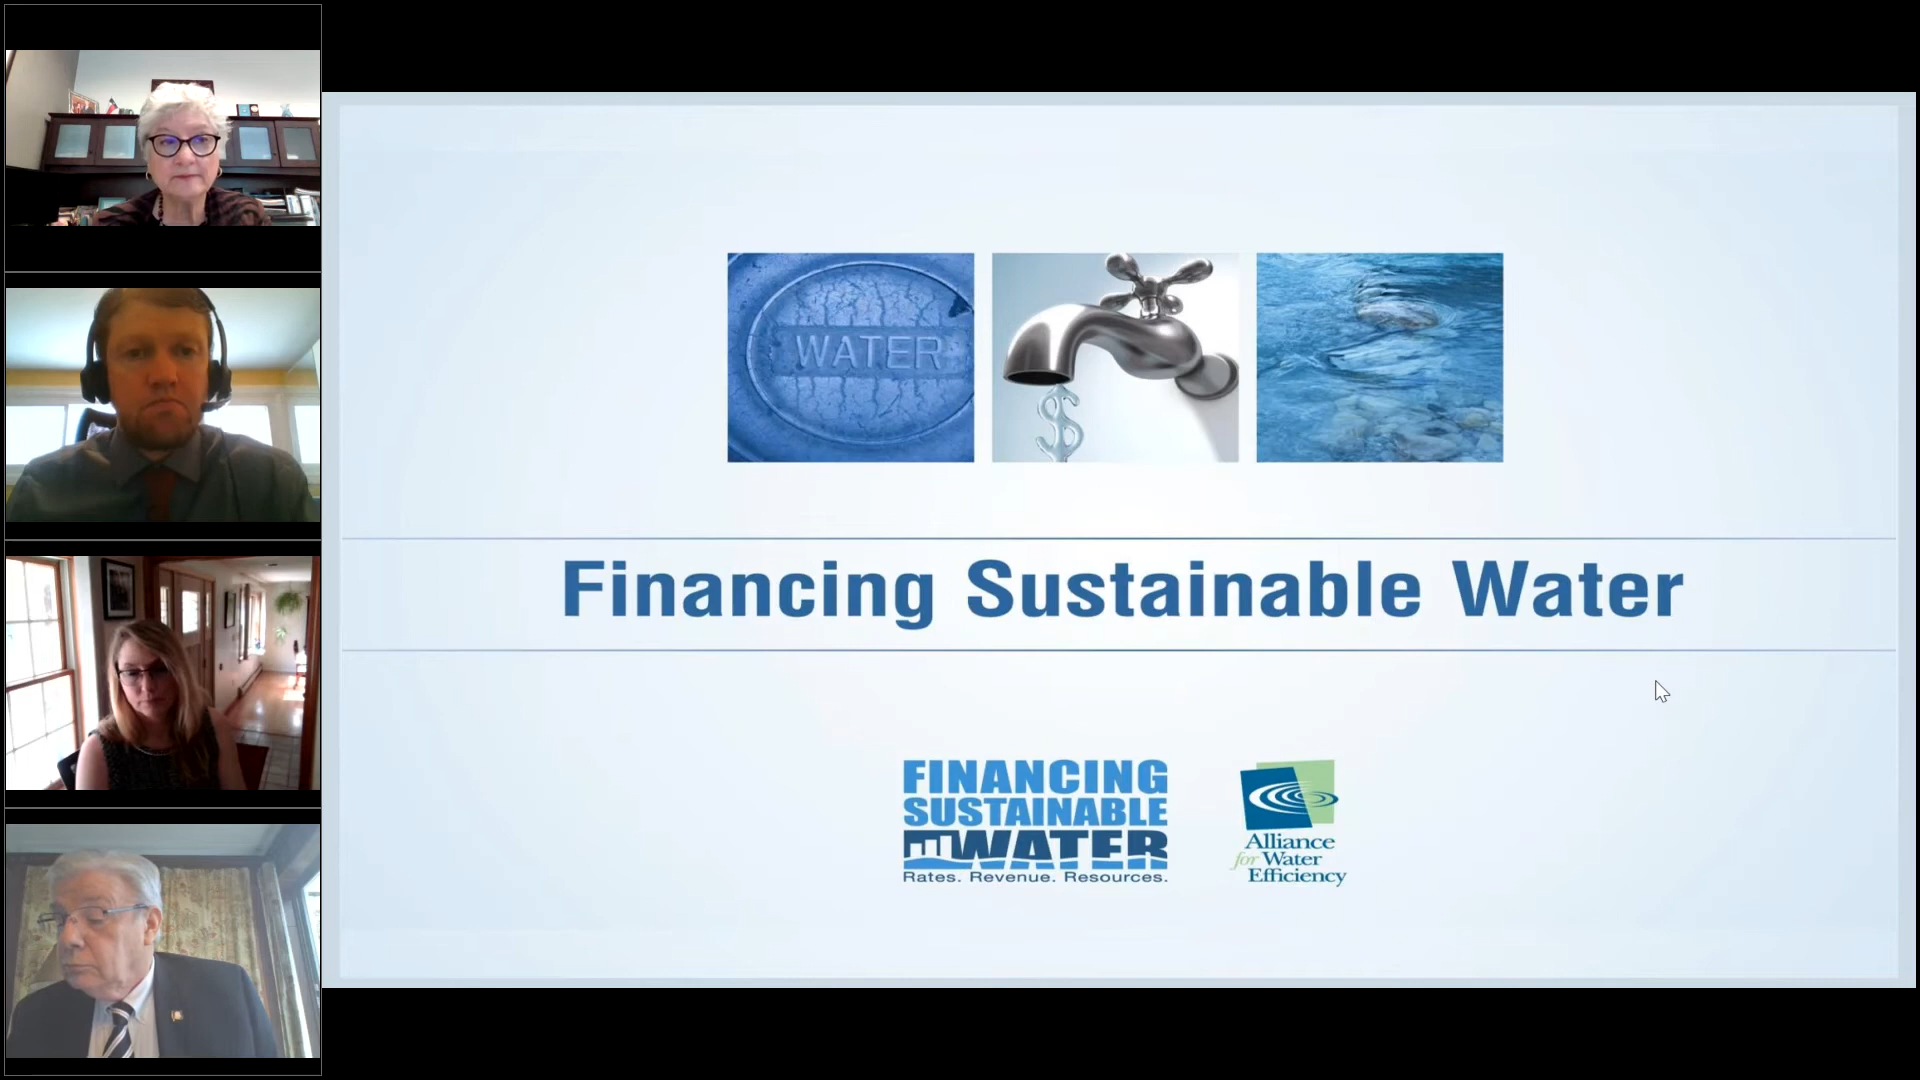 WATER
$
Financing Sustainable Water
FINANCING
SUSTAINABLE
WATER
Rates. Revenue. Resources.
Alliance
for Water
Efficiency